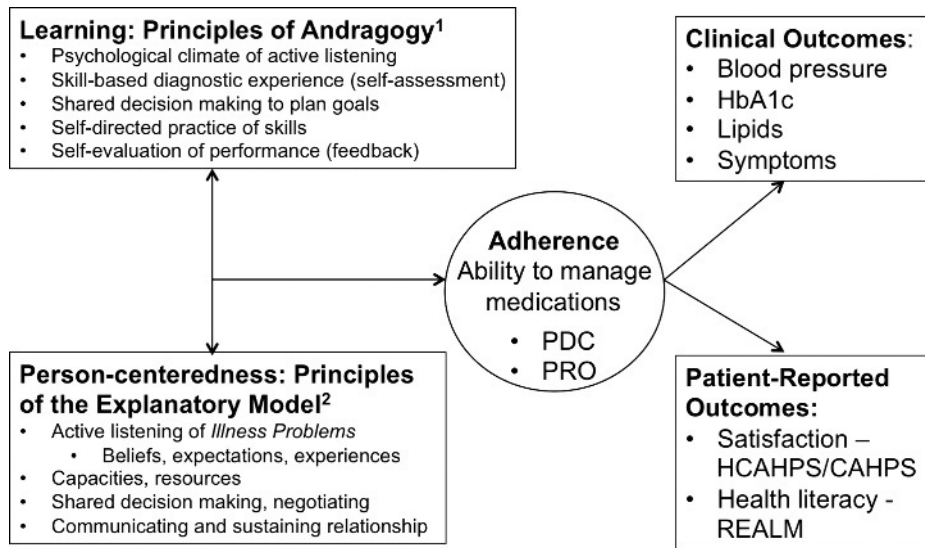 Learning: Principles of Andragogy¹
• Psychological climate of active listening
• Skill-based diagnostic experience (self-assessment)
• Shared decision making to plan goals
• Self-directed practice of skills
• Self-evaluation of performance (feedback)
Person-centeredness: Principles
of the Explanatory Model²
• Active listening of Illness Problems
• Beliefs, expectations, experiences
• Capacities, resources
• Shared decision making, negotiating
• Communicating and sustaining relationship
Adherence
Ability to manage
medications
• PDC
• PRO
Clinical Outcomes:
• Blood pressure
• HbA1c
• Lipids
• Symptoms
Patient-Reported
Outcomes:
• Satisfaction –
HCAHPS/CAHPS
• Health literacy -
REALM